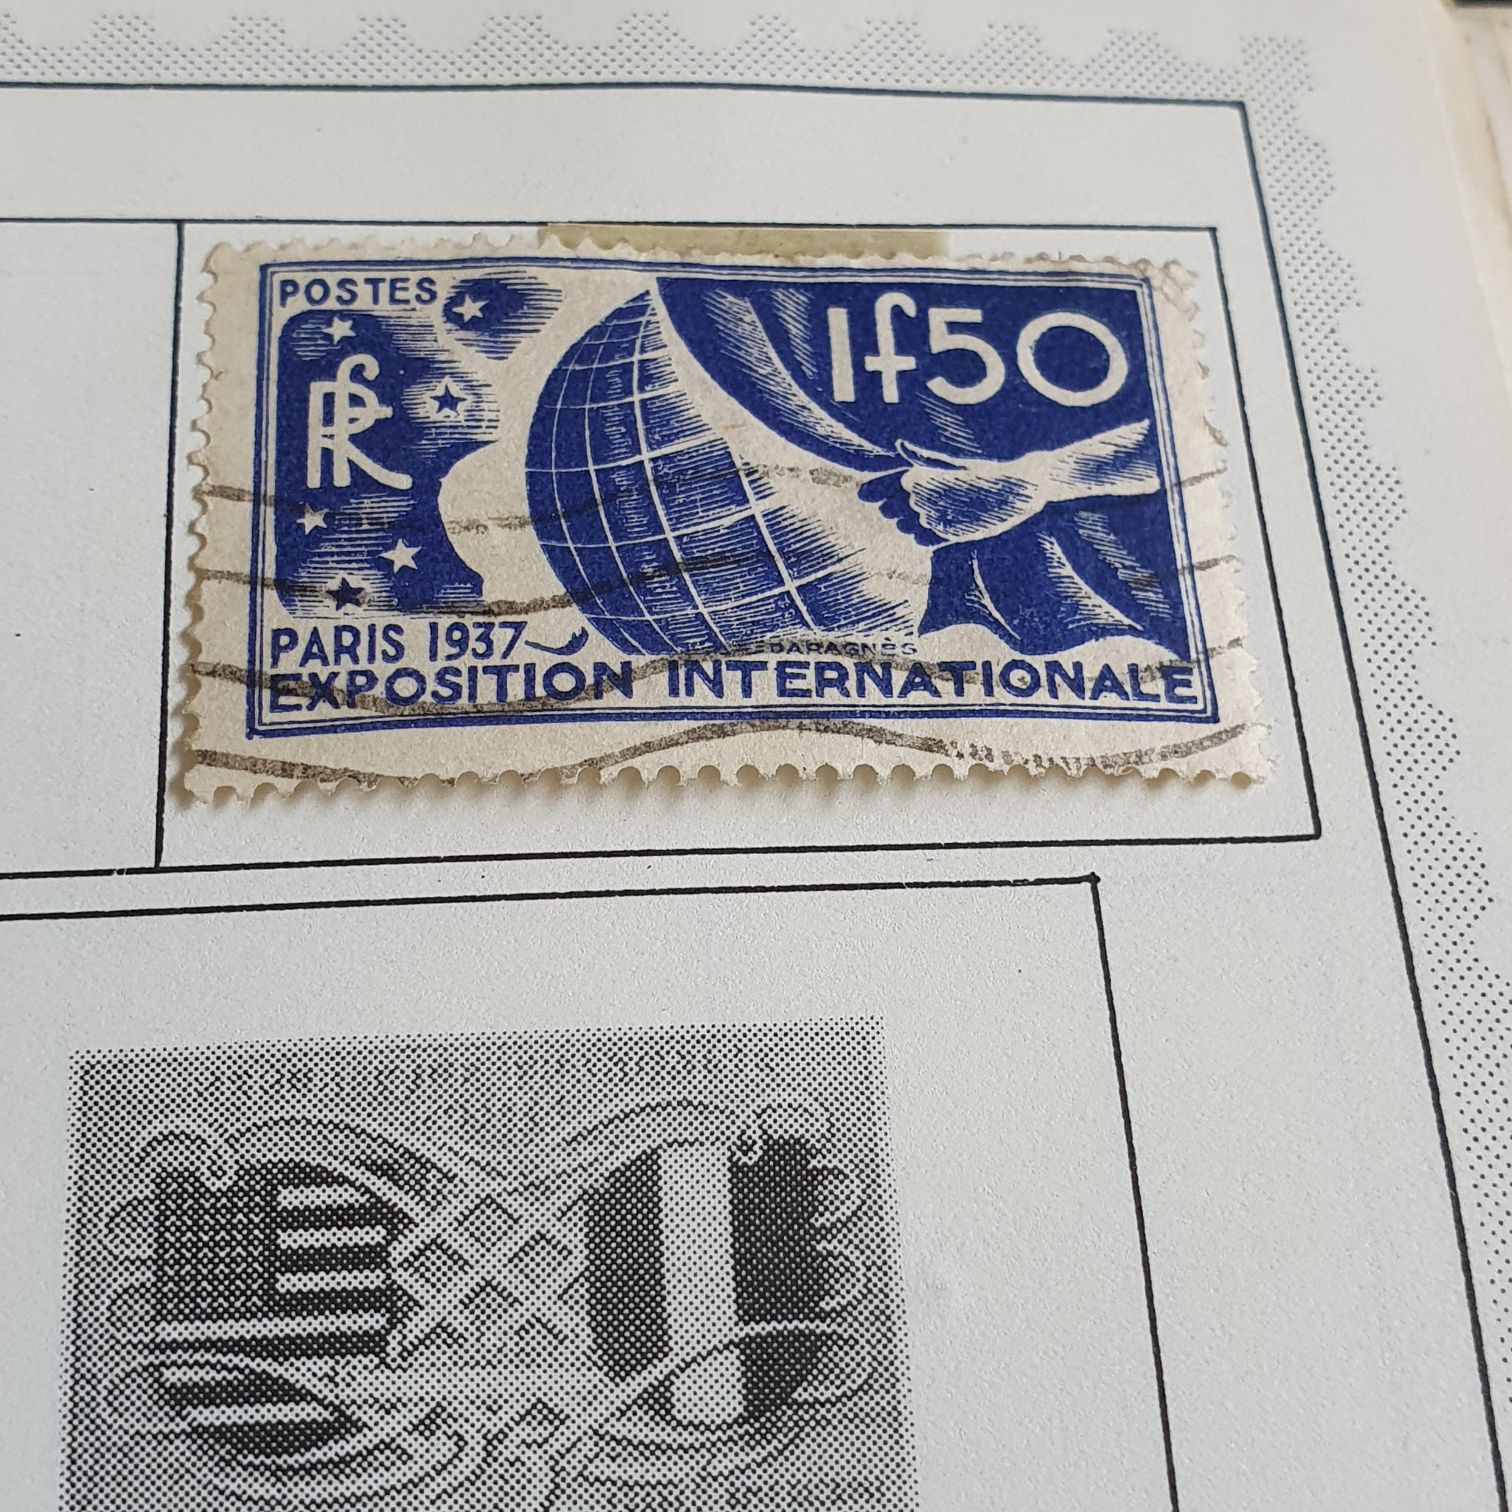 POSTES
1f50
RF
PARIS 1937
DARAGNÈS
EXPOSITION INTERNATIONALE